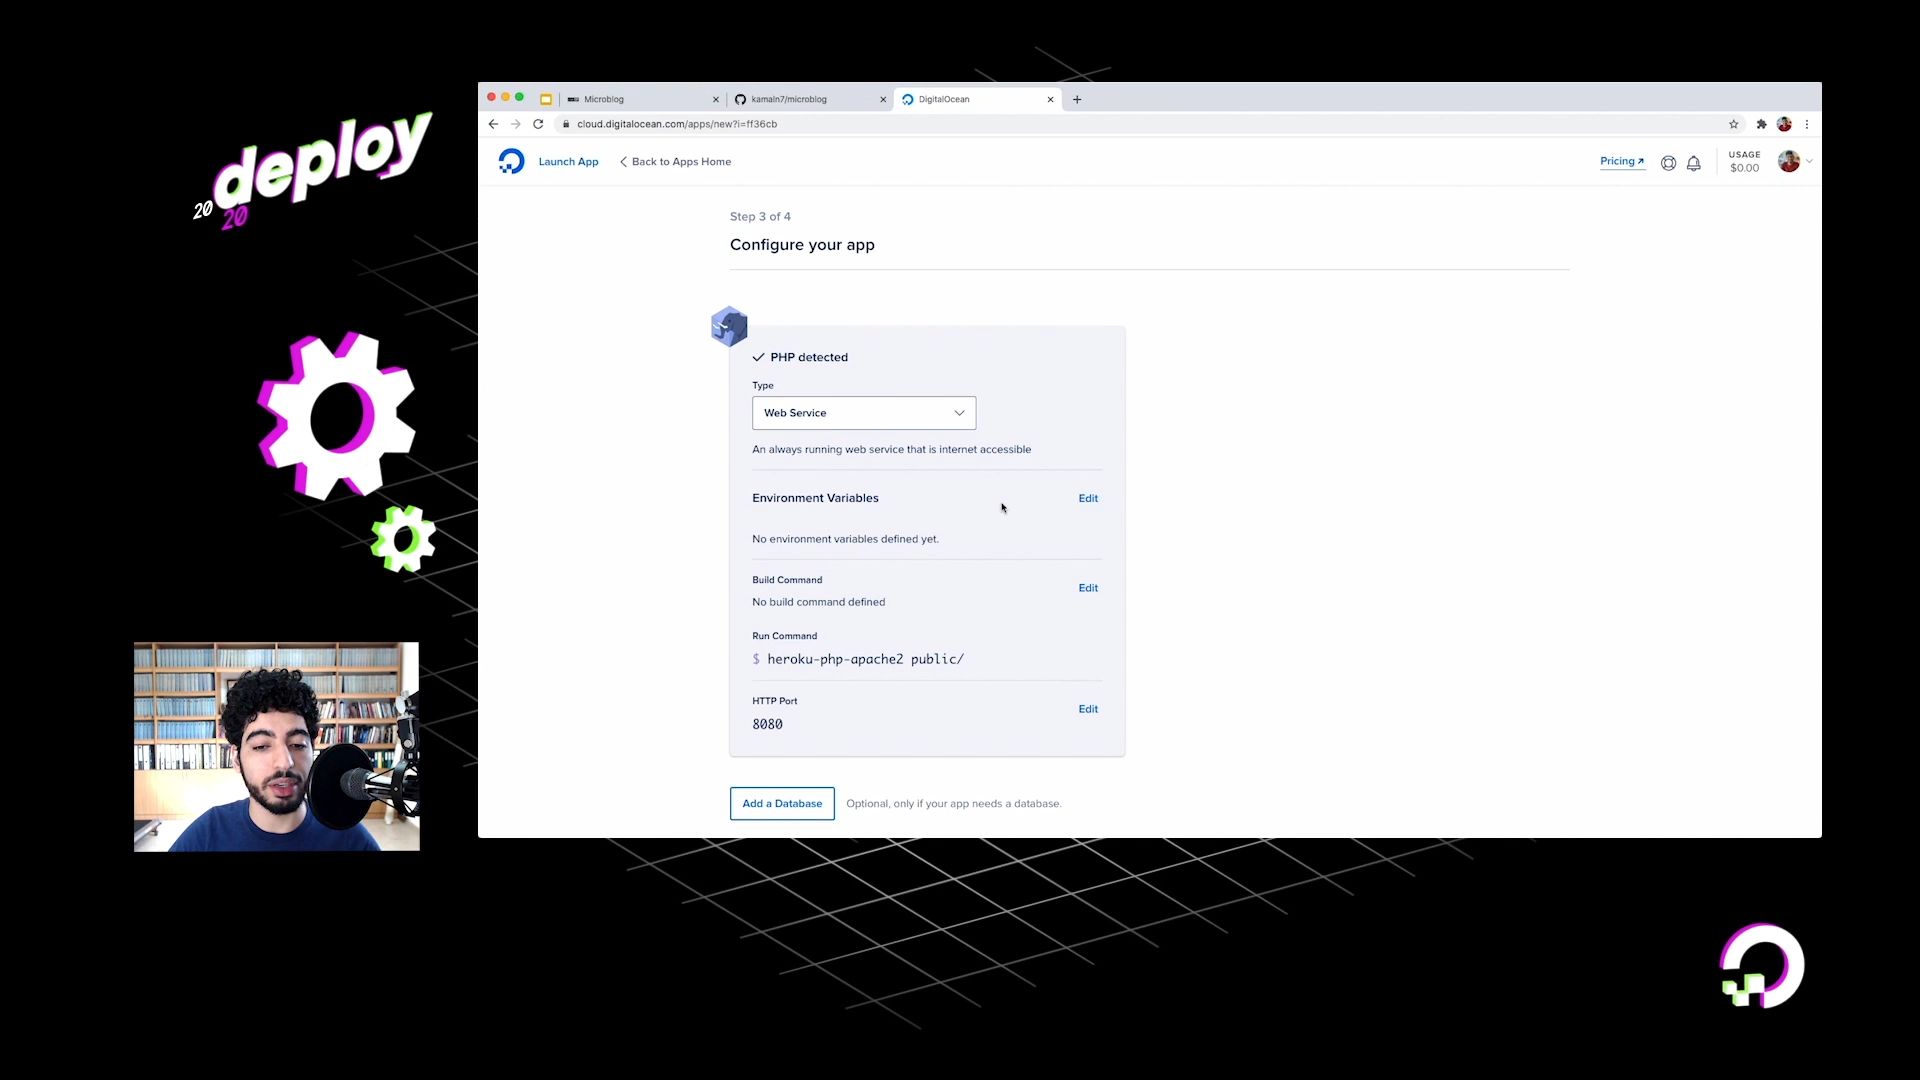 deploy
20
20
Microblog
kamaln7/microblog
DigitalOcean
cloud.digitalocean.com/apps/new?i=ff36cb
Launch App
Back to Apps Home
Pricing
USAGE
$0.00
Step 3 of 4
Configure your app
PHP detected
Type
Web Service
An always running web service that is internet accessible
Environment Variables
Edit
No environment variables defined yet.
Build Command
Edit
No build command defined
Run Command
$ heroku-php-apache2 public/
HTTP Port
Edit
8080
Add a Database
Optional, only if your app needs a database.